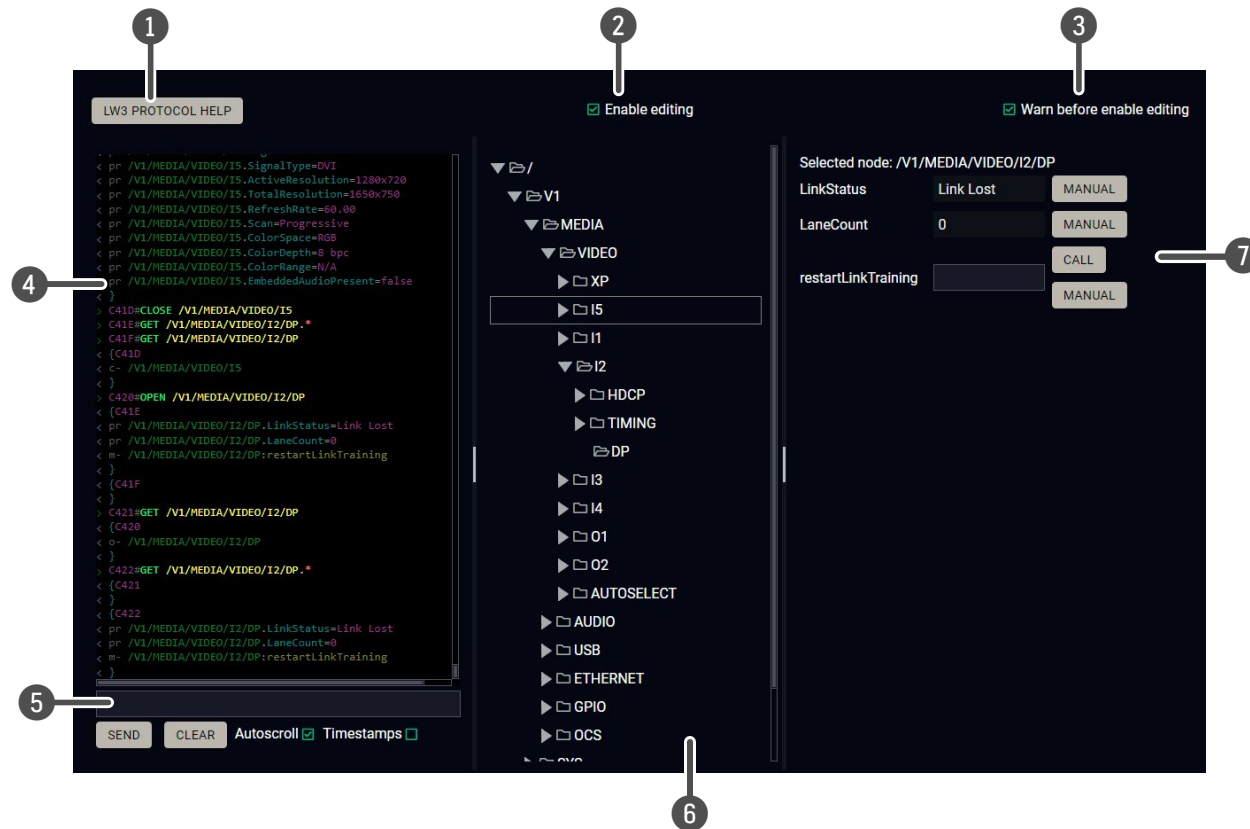 1
2
3
LW3 PROTOCOL HELP
Enable editing
Warn before enable editing
< pr /V1/MEDIA/VIDEO/I5.SignalType=DVI
< pr /V1/MEDIA/VIDEO/I5.ActiveResolution=1280x720
< pr /V1/MEDIA/VIDEO/I5.TotalResolution=1650x750
< pr /V1/MEDIA/VIDEO/I5.RefreshRate=60.00
< pr /V1/MEDIA/VIDEO/I5.Scan=Progressive
< pr /V1/MEDIA/VIDEO/I5.ColorSpace=RGB
< pr /V1/MEDIA/VIDEO/I5.ColorDepth=8 bpc
< pr /V1/MEDIA/VIDEO/I5.ColorRange=N/A
pr /V1/MEDIA/VIDEO/I5.EmbeddedAudioPresent=false
< }
> C41D#CLOSE /V1/MEDIA/VIDEO/I5
> C41E#GET /V1/MEDIA/VIDEO/I2/DP.*
> C41F#GET /V1/MEDIA/VIDEO/I2/DP
< {C41D
< c- /V1/MEDIA/VIDEO/I5
< }
> C420#OPEN /V1/MEDIA/VIDEO/I2/DP
< {C41E
< pr /V1/MEDIA/VIDEO/I2/DP.LinkStatus=Link Lost
< pr /V1/MEDIA/VIDEO/I2/DP.LaneCount=0
< m- /V1/MEDIA/VIDEO/I2/DP:restartLinkTraining
< }
< {C41F
< }
> C421#GET /V1/MEDIA/VIDEO/I2/DP
< {C420
< o- /V1/MEDIA/VIDEO/I2/DP
< }
> C422#GET /V1/MEDIA/VIDEO/I2/DP.*
< {C421
< }
< {C422
< pr /V1/MEDIA/VIDEO/I2/DP.LinkStatus=Link Lost
< pr /V1/MEDIA/VIDEO/I2/DP.LaneCount=0
< m- /V1/MEDIA/VIDEO/I2/DP:restartLinkTraining
< }
4
5
SEND CLEAR Autoscroll Timestamps
/
V1
MEDIA
VIDEO
XP
I5
I1
I2
HDCP
TIMING
DP
I3
I4
O1
O2
AUTOSELECT
AUDIO
USB
ETHERNET
GPIO
OCS
6
Selected node: /V1/MEDIA/VIDEO/I2/DP
LinkStatus Link Lost MANUAL
LaneCount 0 MANUAL
CALL
restartLinkTraining
MANUAL
7